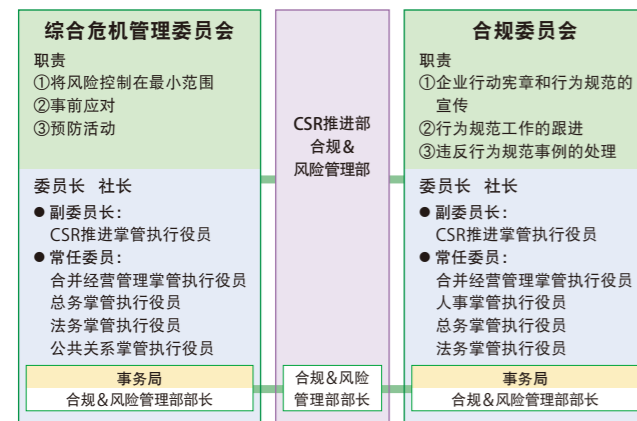 综合危机管理委员会
职责
①将风险控制在最小范围
②事前应对
③预防活动
委员长 社长
●副委员长：
CSR推进掌管执行役员
●常任委员：
合并经营管理掌管执行役员
总务掌管执行役员
法务掌管执行役员
公共关系掌管执行役员
事务局
合规&风险管理部部长
CSR推进部
合规&
风险管理部
合规&风险
管理部部长
合规委员会
职责
①企业行动宪章和行为规范的
宣传
②行为规范工作的跟进
③违反行为规范事例的处理
委员长 社长
●副委员长：
CSR推进掌管执行役员
●常任委员：
合并经营管理掌管执行役员
人事掌管执行役员
总务掌管执行役员
法务掌管执行役员
事务局
合规&风险管理部部长